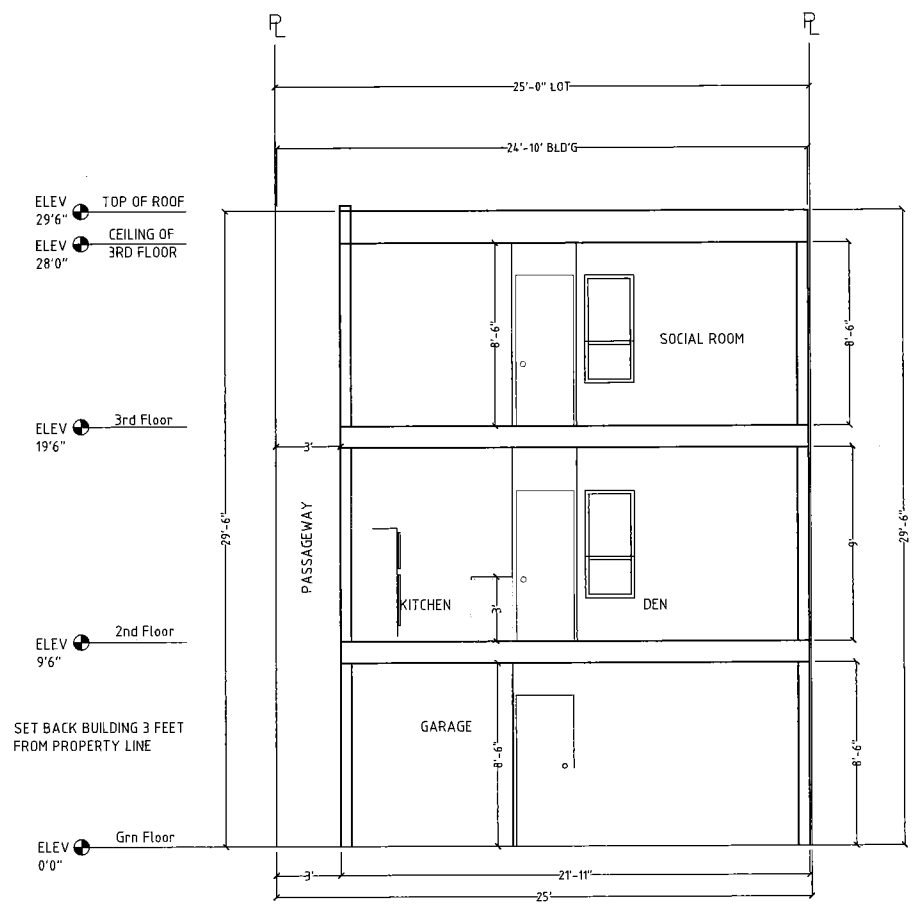 PL
PL
25'-0" LOT
24'-10' BLD'G
ELEV
29'6"
TOP OF ROOF
ELEV
28'0"
CEILING OF
3RD FLOOR
8'-6"
8'-6"
SOCIAL ROOM
3rd Floor
ELEV
19'6"
3'
29'-6"
29'-6"
PASSAGEWAY
9'
KITCHEN
3'
DEN
2nd Floor
ELEV
9'6"
SET BACK BUILDING 3 FEET
FROM PROPERTY LINE
GARAGE
8'-6"
8'-6"
Grn Floor
ELEV
0'0"
3'
21'-11"
25'